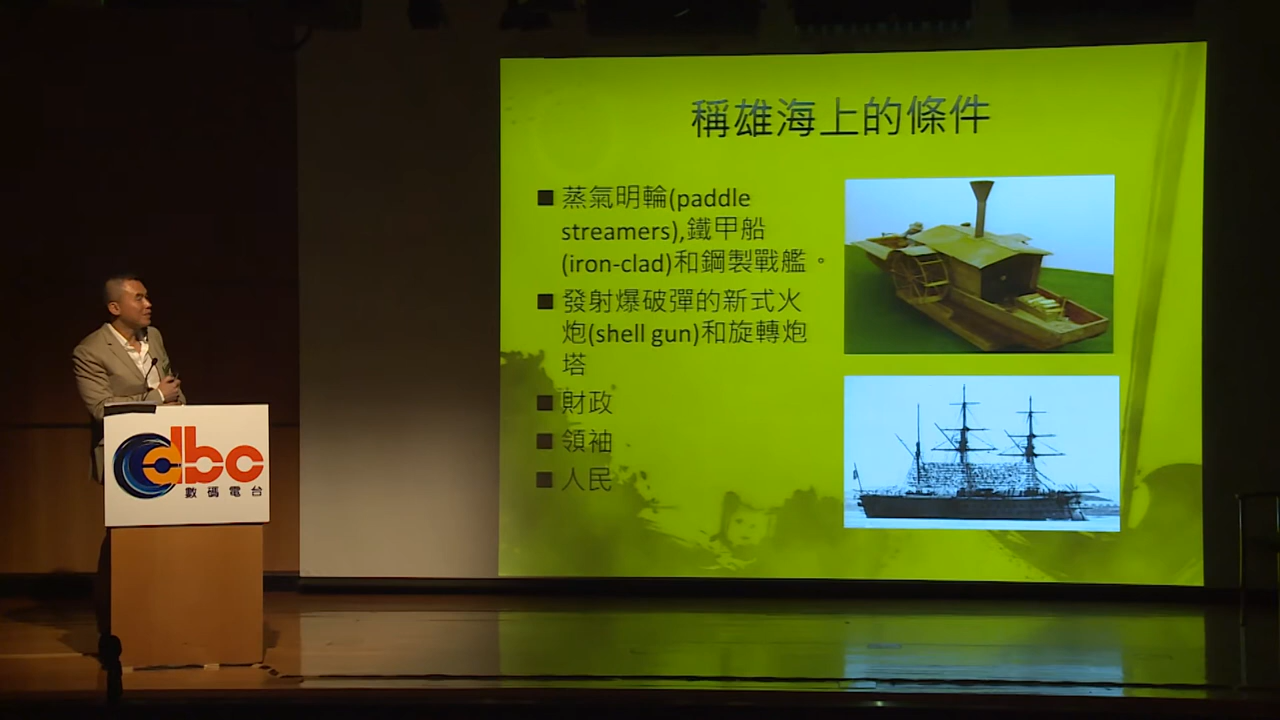 稱雄海上的條件
■ 蒸氣明輪(paddle
streamers),鐵甲船
(iron-clad)和鋼製戰艦。
■ 發射爆破彈的新式火
炮(shell gun)和旋轉炮
塔
■ 財政
■ 領袖
■ 人民
dbc
數碼電台